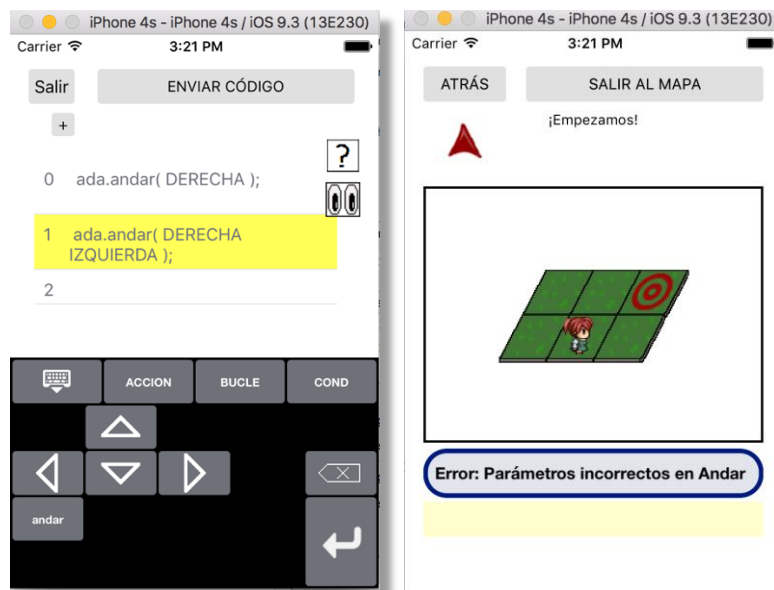 iPhone 4s - iPhone 4s / iOS 9.3 (13E230)
Carrier 3:21 PM
Salir ENVIAR CÓDIGO
+
?
0 ada.andar( DERECHA );
1 ada.andar( DERECHA
IZQUIERDA );
2
ACCION BUCLE COND
andar
iPhone 4s - iPhone 4s / iOS 9.3 (13E230)
Carrier 3:21 PM
ATRÁS SALIR AL MAPA
¡Empezamos!
Error: Parámetros incorrectos en Andar